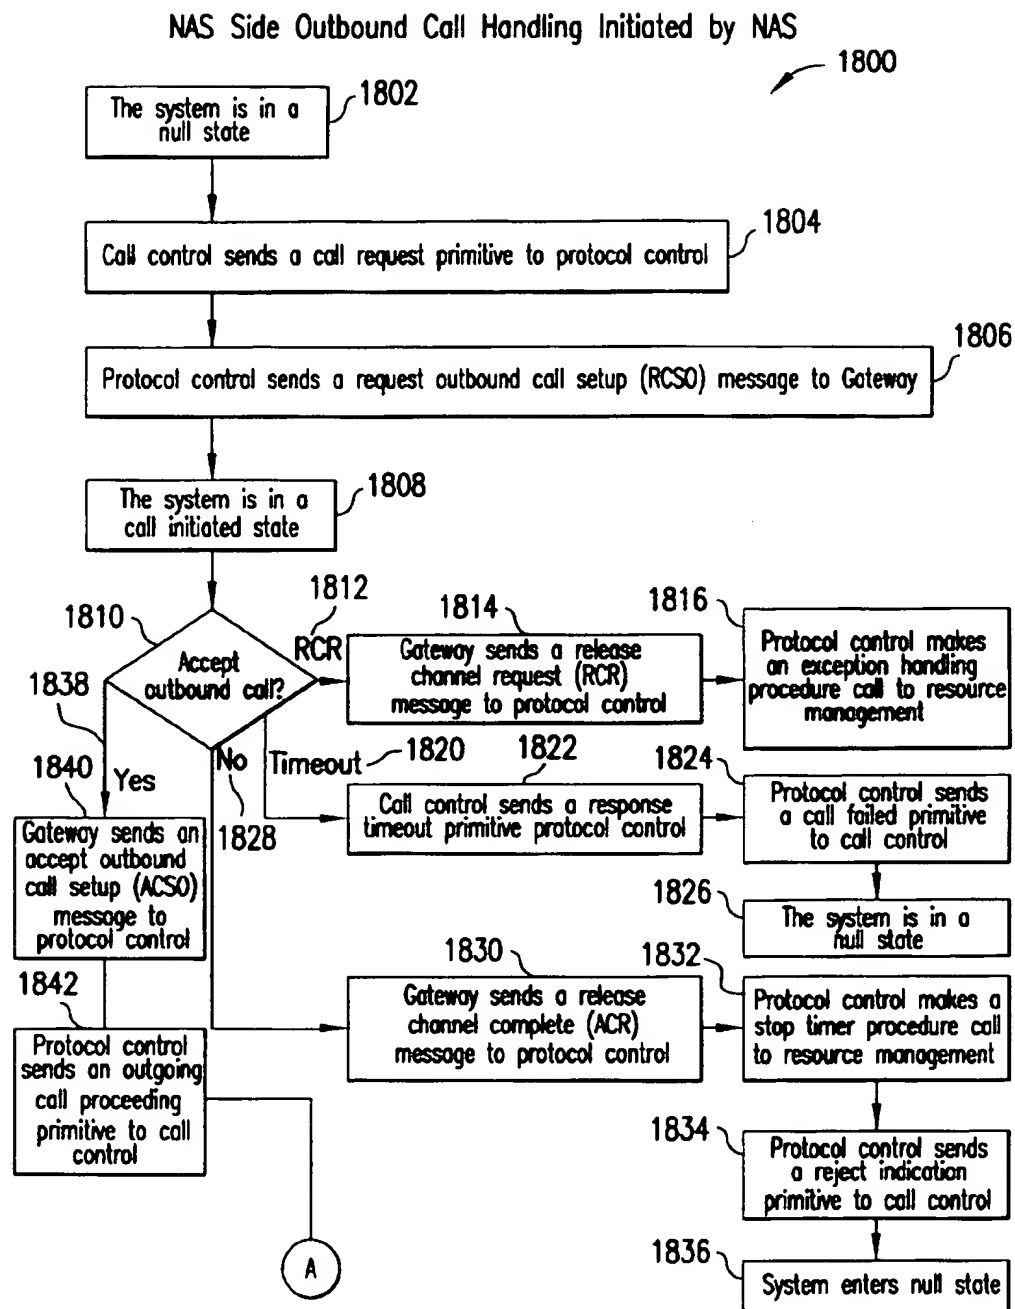 NAS Side Outbound Call Handling Initiated by NAS
1800
1802
The system is in a
null state
1804
Call control sends a call request primitive to protocol control
1806
Protocol control sends a request outbound call setup (RCSO) message to Gateway
1808
The system is in a
call initiated state
1810
Accept
outbound call?
1812
RCR
1814
Gateway sends a release
channel request (RCR)
message to protocol control
1816
Protocol control makes
an exception handling
procedure call to resource
management
Timeout
1820
1822
Call control sends a response
timeout primitive protocol control
1824
Protocol control sends
a call failed primitive
to call control
1826
The system is in a
null state
No
1828
1830
Gateway sends a release
channel complete (ACR)
message to protocol control
1832
Protocol control makes a
stop timer procedure call
to resource management
1834
Protocol control sends
a reject indication
primitive to call control
1836
System enters null state
1838
Yes
1840
Gateway sends an
accept outbound
call setup (ACSO)
message to
protocol control
1842
Protocol control
sends an outgoing
call proceeding
primitive to call
control
A